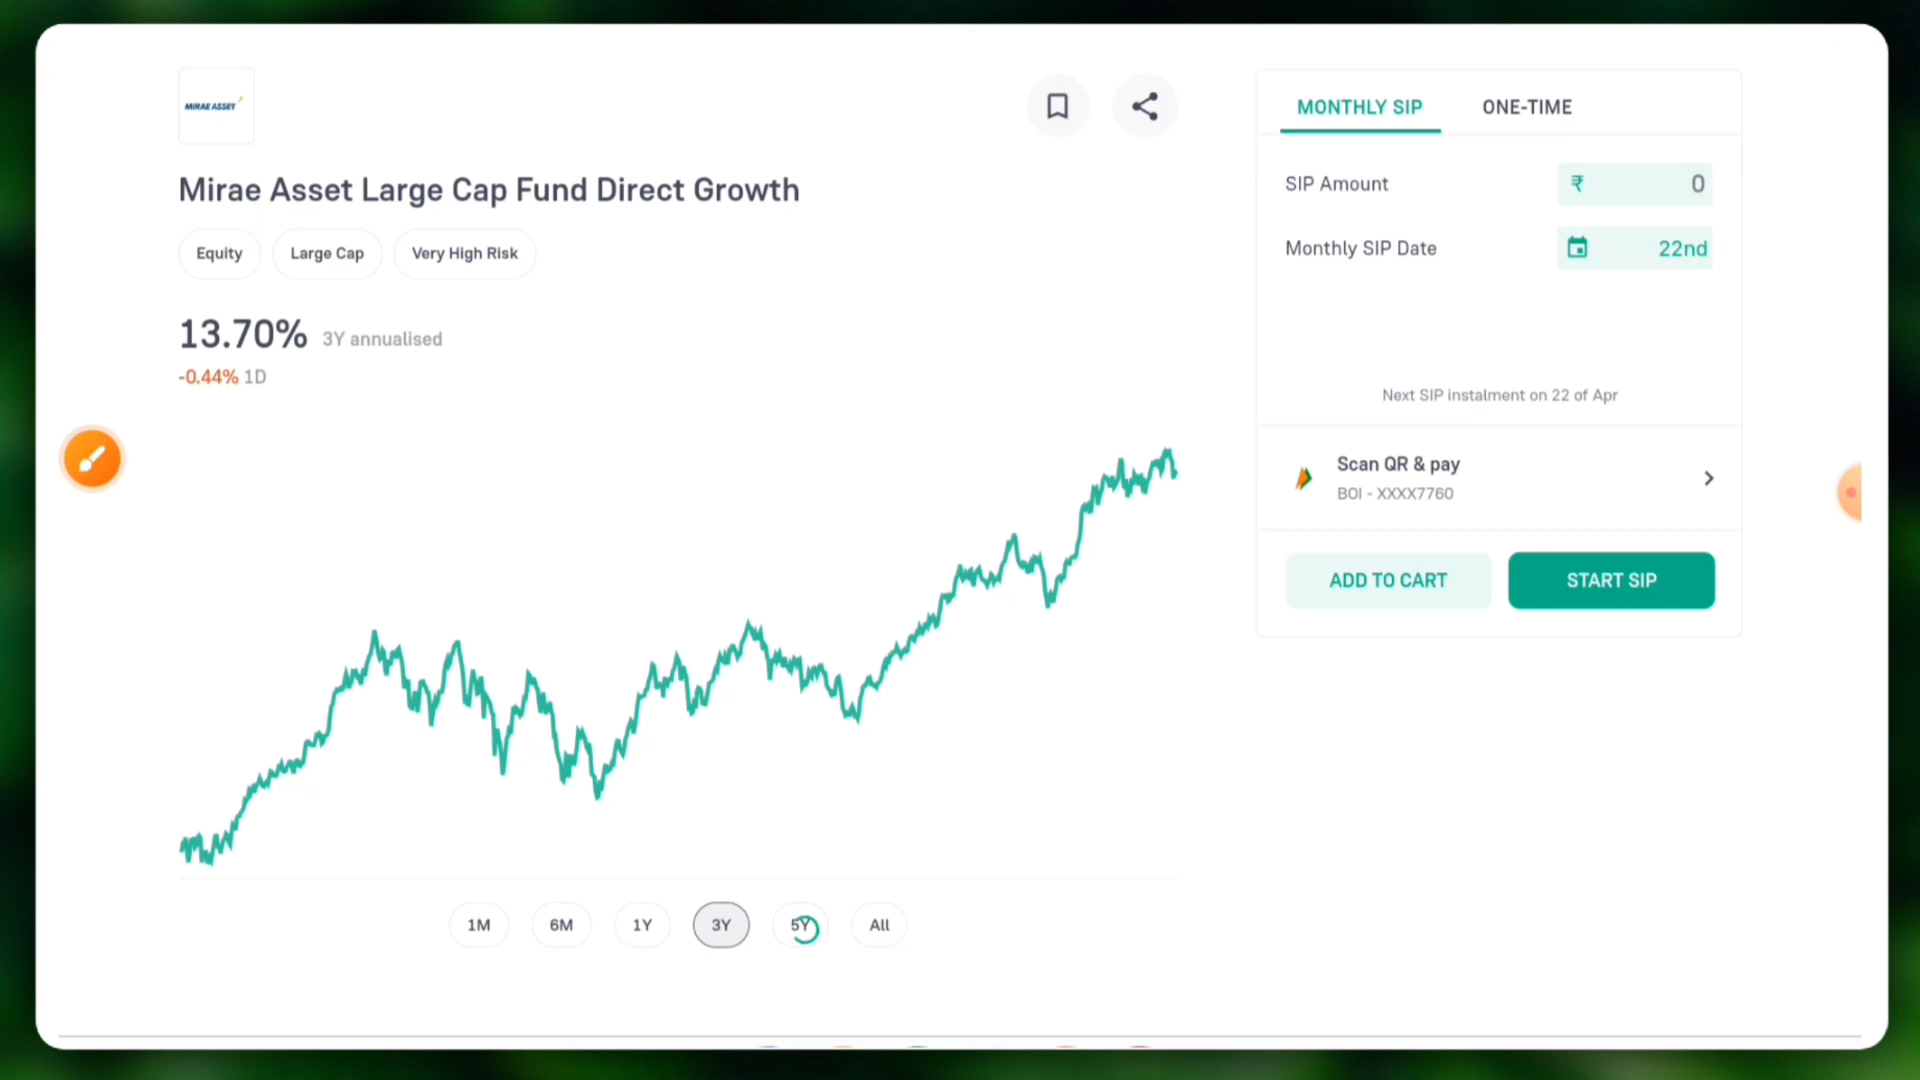 MIRAE ASSET
Mirae Asset Large Cap Fund Direct Growth
Equity
Large Cap
Very High Risk
13.70% 3Y annualised
-0.44% 1D
1M
6M
1Y
3Y
5Y
All
MONTHLY SIP
ONE-TIME
SIP Amount
₹ 0
Monthly SIP Date
22nd
Next SIP instalment on 22 of Apr
Scan QR & pay
BOI - XXXX7760
ADD TO CART
START SIP